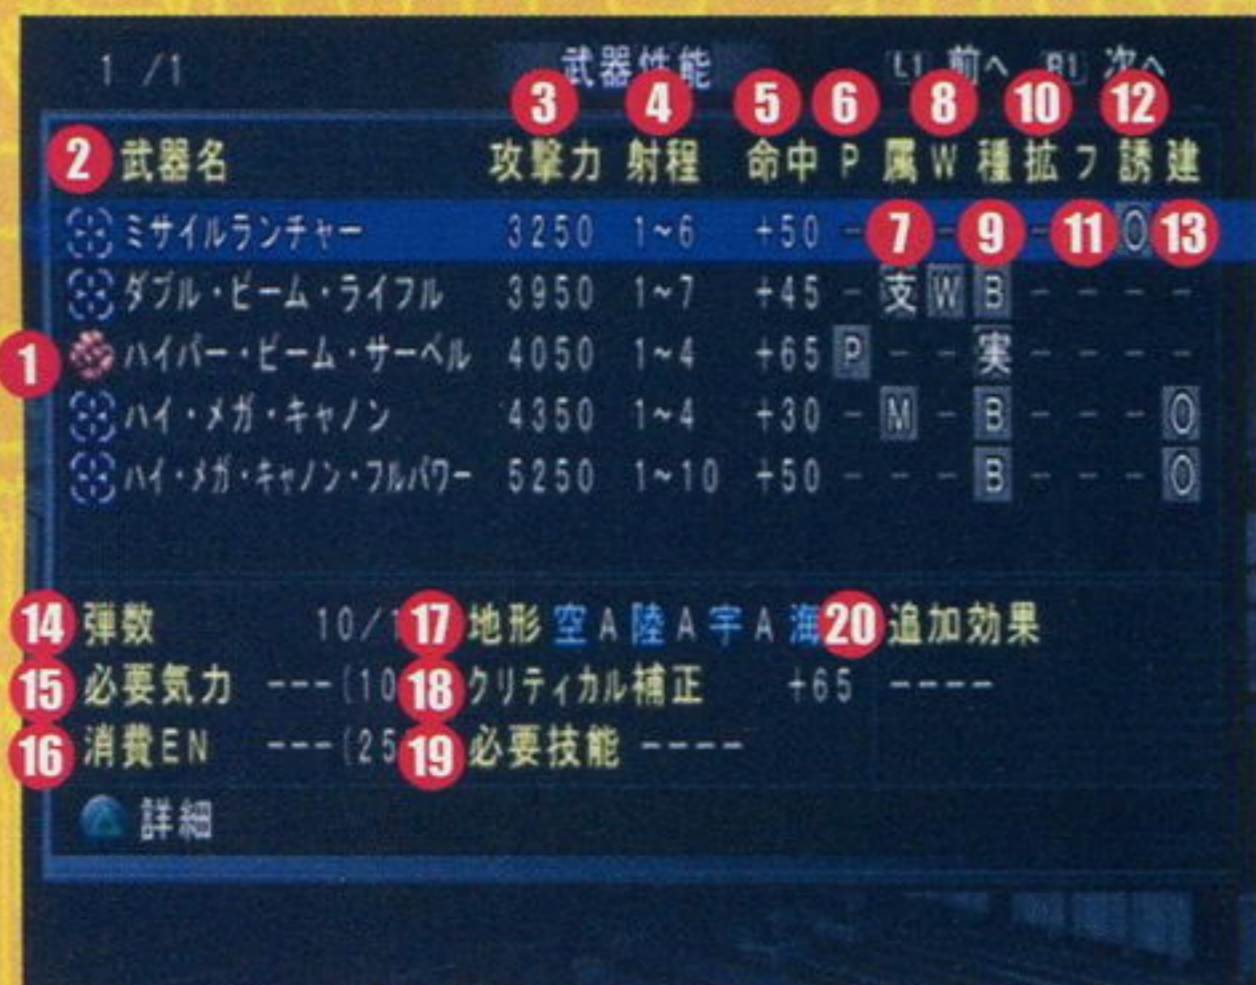 1 /1 武器性能 L1 前へ R1 次へ
3 4 5 6 8 10 12
2 武器名 攻撃力 射程 命中 P 属 W 種 拡 フ 誘 建
ミサイルランチャー 3250 1~6 +50 - 7 - 9 - 11 O 13
ダブル・ビーム・ライフル 3950 1~7 +45 - 支 W B - - - -
1 ハイパー・ビーム・サーベル 4050 1~4 +65 P - - 実 - - - -
ハイ・メガ・キャノン 4350 1~4 +30 - M - B - - - O
ハイ・メガ・キャノン・フルパワー 5250 1~10 +50 - - - B - - - O
14 弾数 10/1 17 地形 空 A 陸 A 宇 A 海 20 追加効果
15 必要気力 ---(10 18 クリティカル補正 +65 ----
16 消費EN ---(25 19 必要技能 ----
詳細